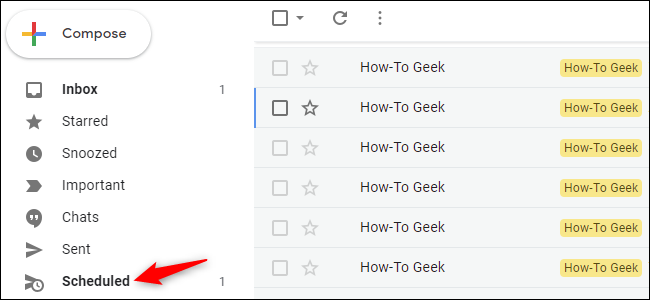 Compose
Inbox 1
Starred
Snoozed
Important
Chats
Sent
Scheduled 1
How-To Geek How-To Geek
How-To Geek How-To Geek
How-To Geek How-To Geek
How-To Geek How-To Geek
How-To Geek How-To Geek
How-To Geek How-To Geek